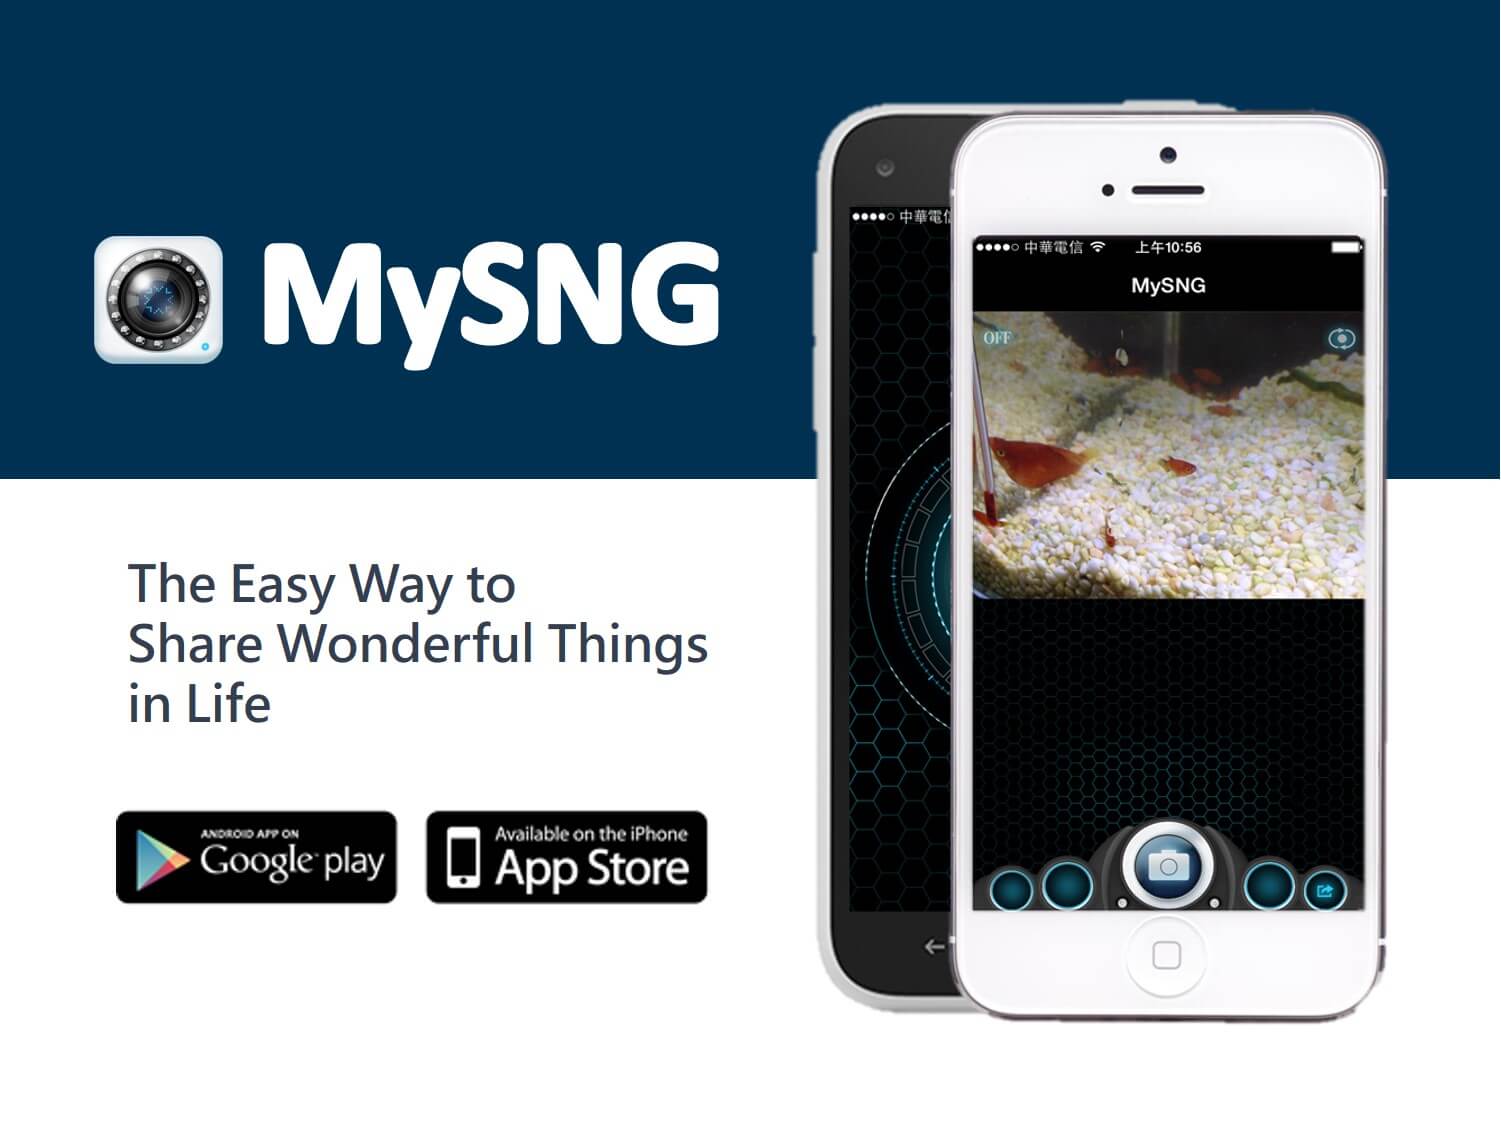 MySNG
The Easy Way to
Share Wonderful Things
in Life
ANDROID APP ON
Google play
Available on the iPhone
App Store
中華電信
中華電信 上午10:56
MySNG
OFF